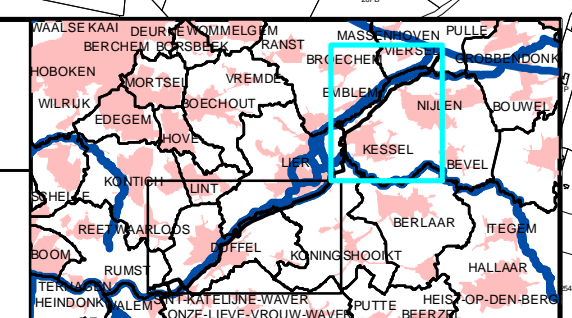 WAALSE KAAI
DEURNE
WOMMELGEM
PULLE
MASSENHOVEN
BERCHEM
BORSBEEK
RANST
VIERSEL
BROECHEM
GROBBENDONK
HOBOKEN
MORTSEL
VREMDE
EMBLEM
WILRIJK
BOECHOUT
NIJLEN
BOUWEL
EDEGEM
HOVE
KESSEL
LIER
BEVEL
KONTICH
LINT
SCHELLE
BERLAAR
REET
WAARLOOS
ITEGEM
DUFFEL
BOOM
KONINGSHOOIKT
RUMST
HALLAAR
TERHAGEN
HEINDONK
WALEM
SINT-KATELIJNE-WAVER
PUTTE
HEIST-OP-DEN-BERG
ONZE-LIEVE-VROUW-WAVER
BEERZE